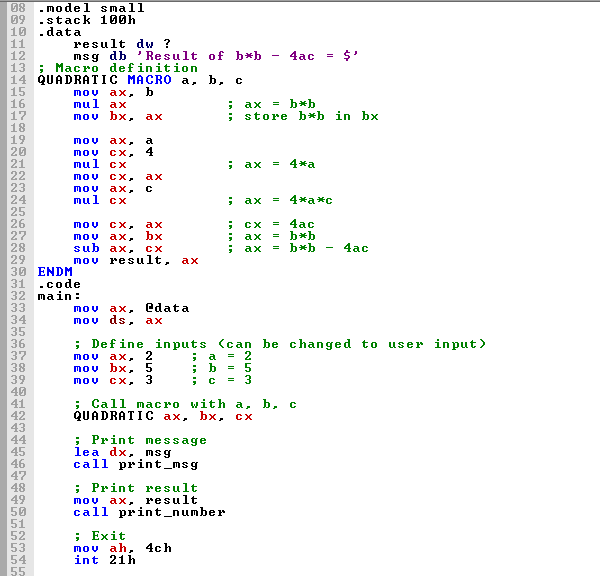 08 .model small
09 .stack 100h
10 .data
11     result dw ?
12     msg db 'Result of b*b - 4ac = $'
13 ; Macro definition
14 QUADRATIC MACRO a, b, c
15     mov ax, b
16     mul ax           ; ax = b*b
17     mov bx, ax       ; store b*b in bx
18
19     mov ax, a
20     mov cx, 4
21     mul cx           ; ax = 4*a
22     mov cx, ax
23     mov ax, c
24     mul cx           ; ax = 4*a*c
25
26     mov cx, ax       ; cx = 4ac
27     mov ax, bx       ; ax = b*b
28     sub ax, cx       ; ax = b*b - 4ac
29     mov result, ax
30 ENDM
31 .code
32 main:
33     mov ax, @data
34     mov ds, ax
35
36     ; Define inputs (can be changed to user input)
37     mov ax, 2    ; a = 2
38     mov bx, 5    ; b = 5
39     mov cx, 3    ; c = 3
40
41     ; Call macro with a, b, c
42     QUADRATIC ax, bx, cx
43
44     ; Print message
45     lea dx, msg
46     call print_msg
47
48     ; Print result
49     mov ax, result
50     call print_number
51
52     ; Exit
53     mov ah, 4ch
54     int 21h
55